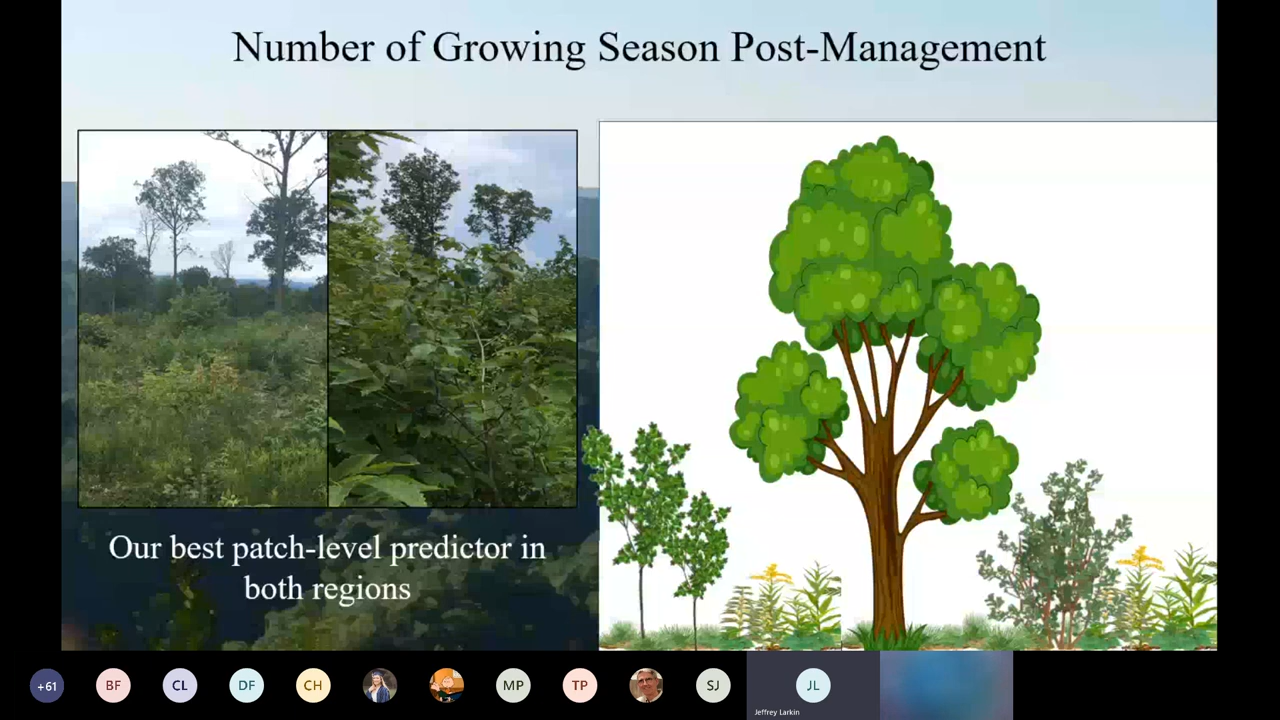 Number of Growing Season Post-Management
Our best patch-level predictor in
both regions
+61
BF
CL
DF
CH
MP
TP
SJ
JL
Jeffrey Larkin